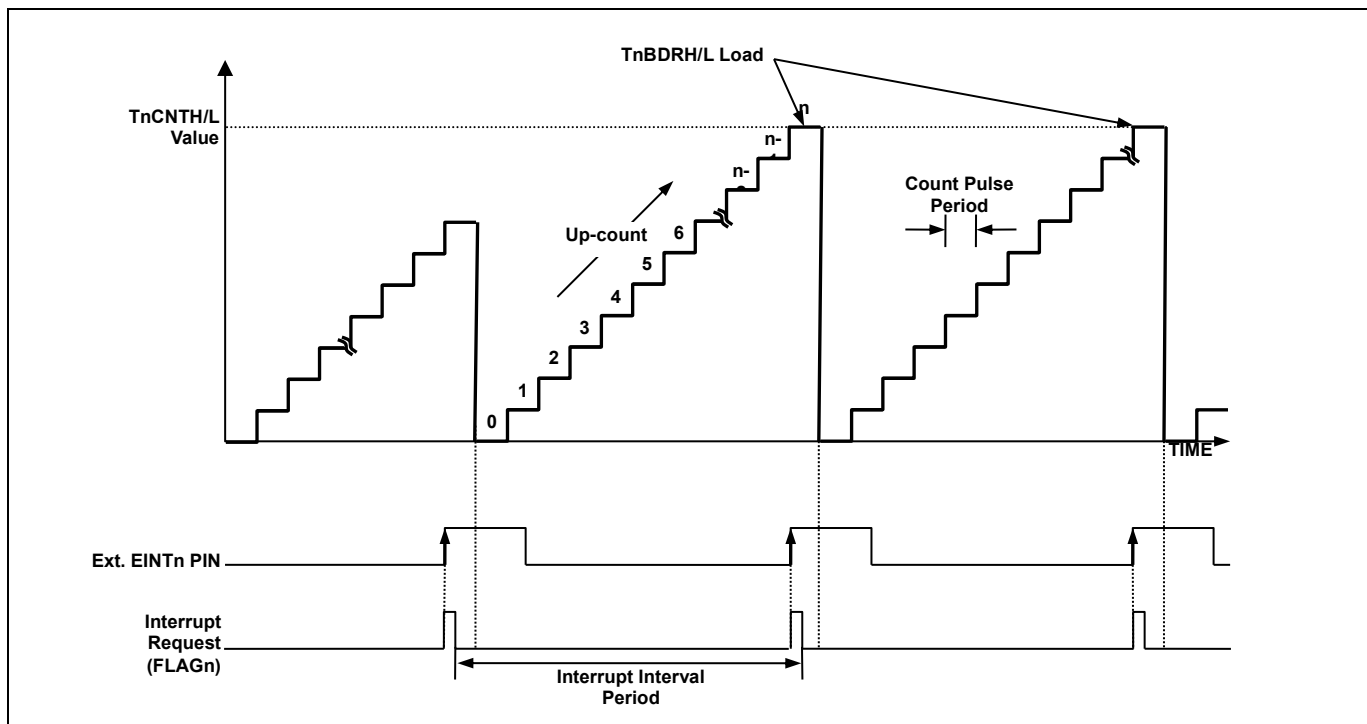 TnBDRH/L Load
TnCNTH/L
Value
n
n-
n-
Count Pulse
Period
Up-count
6
5
4
3
2
1
0
TIME
Ext. EINTn PIN
Interrupt
Request
(FLAGn)
Interrupt Interval
Period